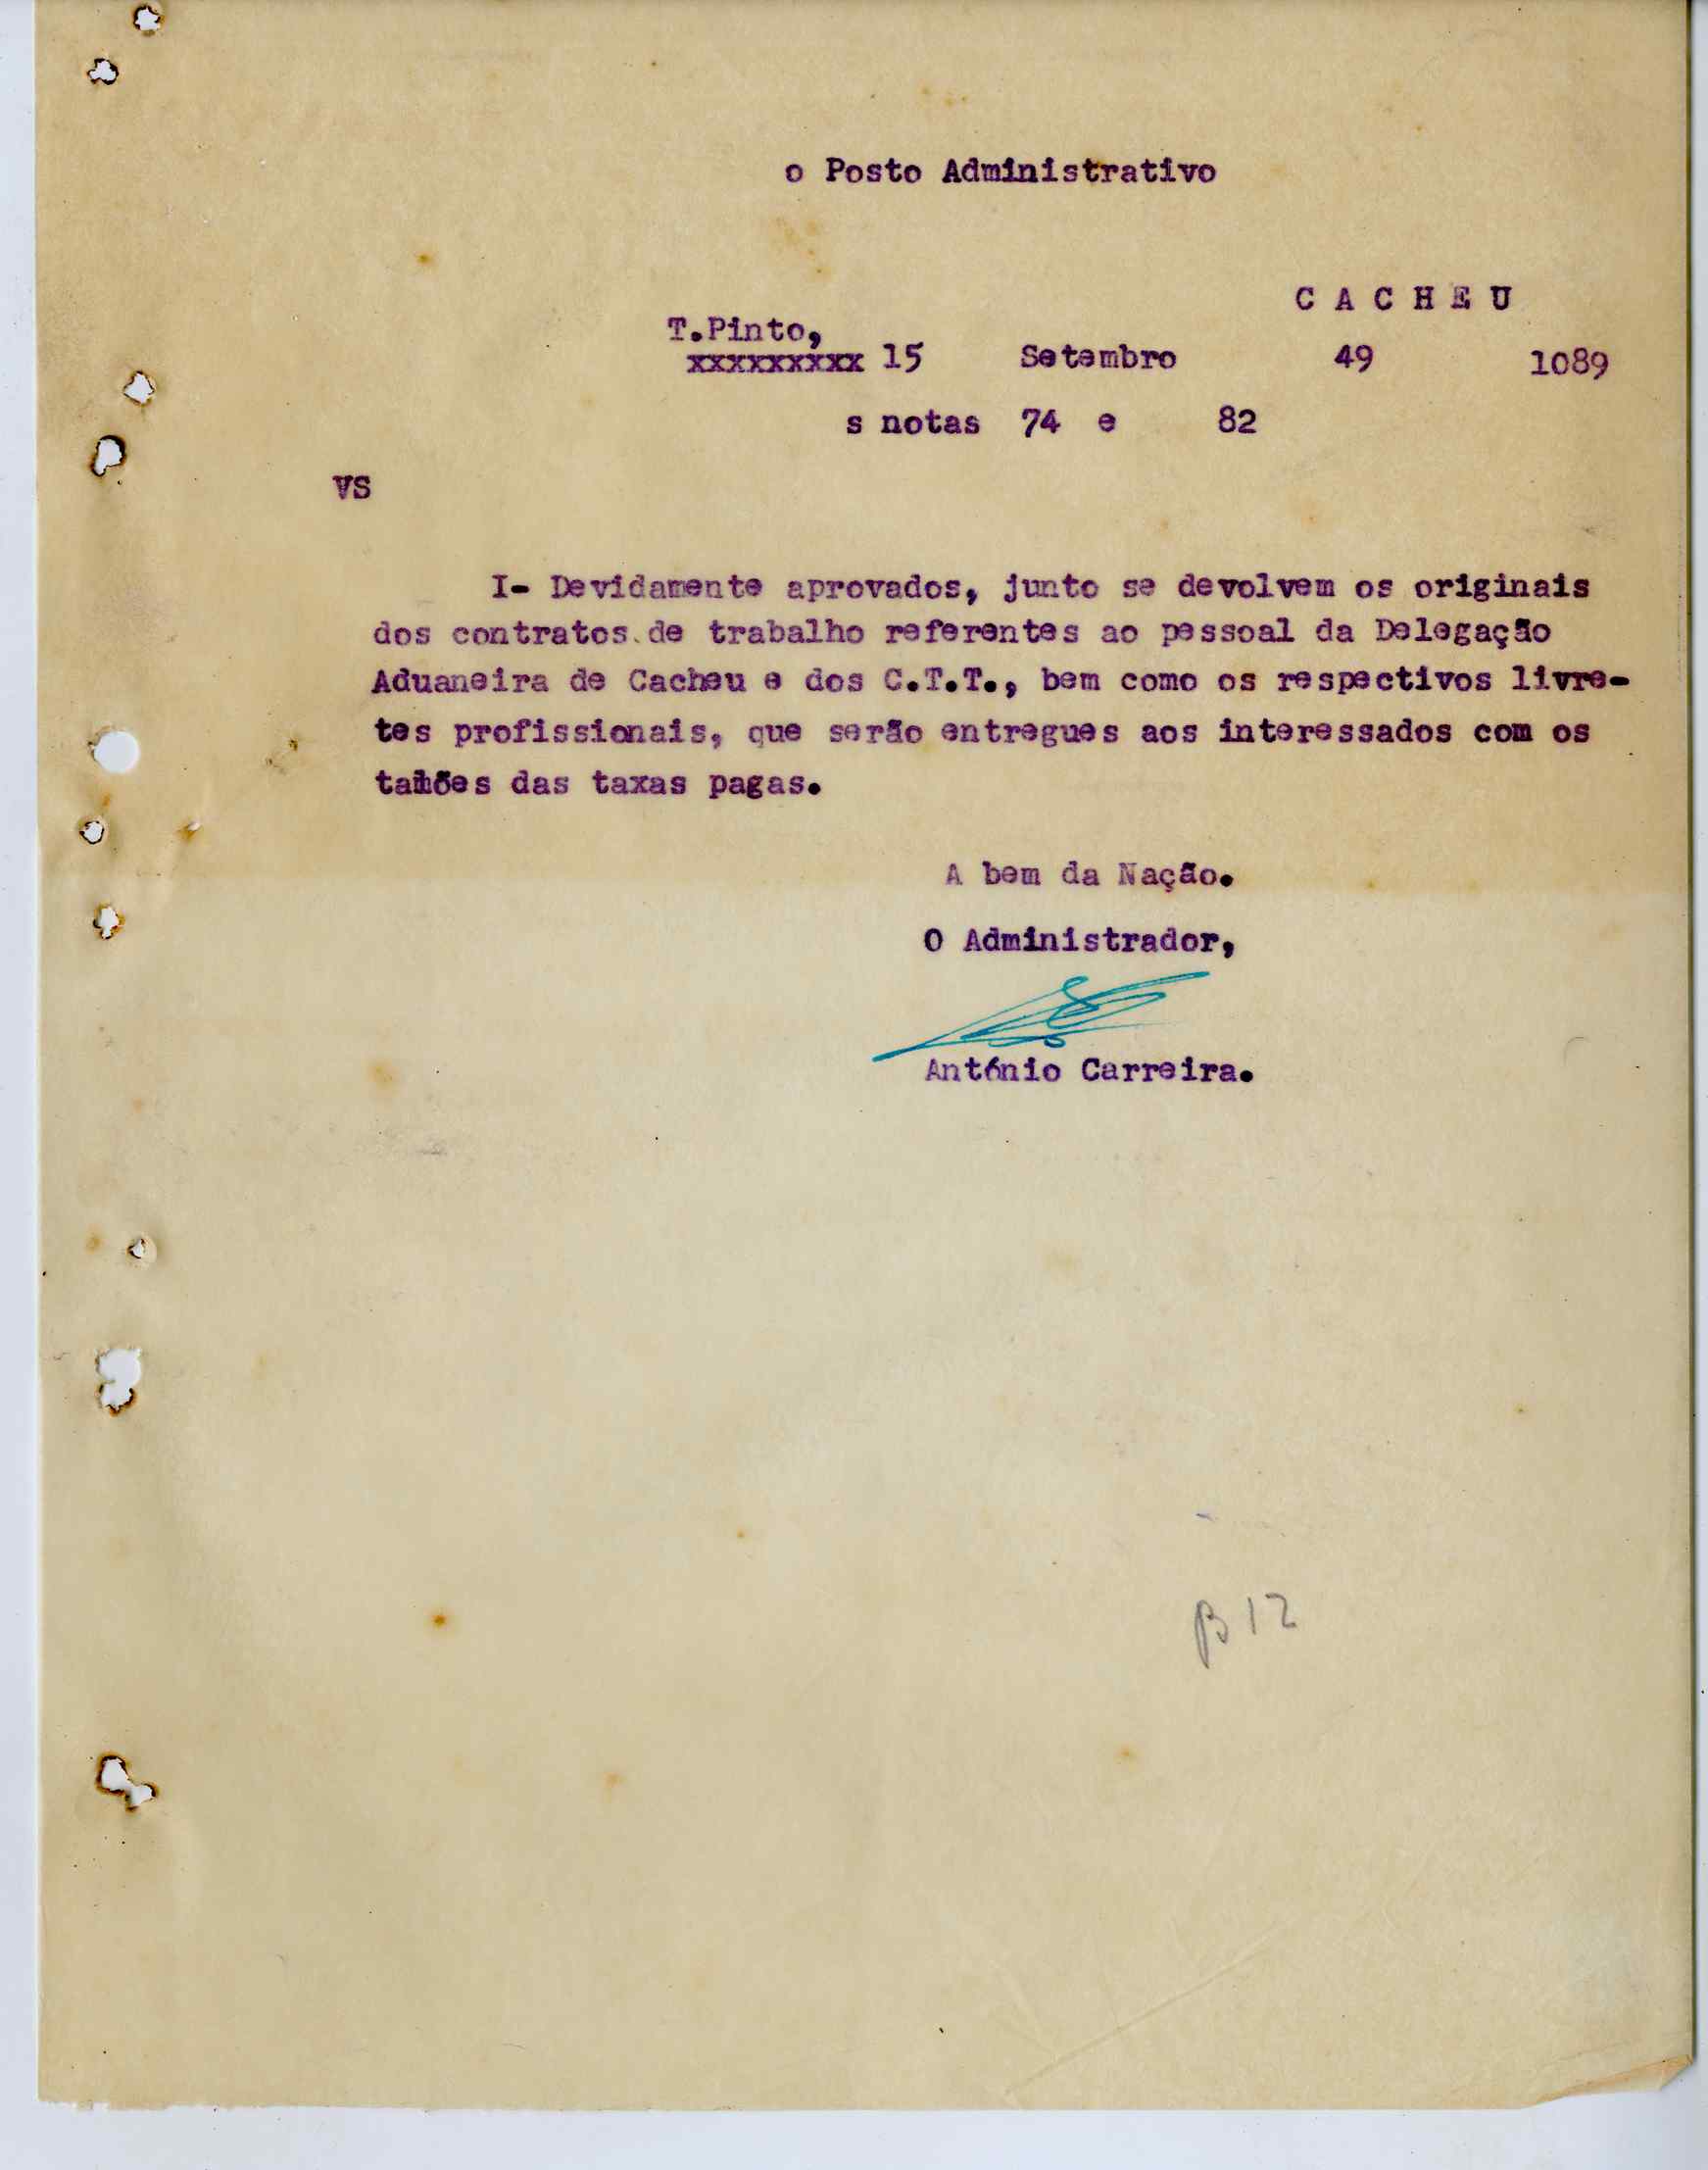 o Posto Administrativo
C A C H E U
T.Pinto,
xxxxxxxxx 15 Setembro 49 1089
s notas 74 e 82
VS
I- Devidamente aprovados, junto se devolvem os originais
dos contratos de trabalho referentes ao pessoal da Delegação
Aduaneira de Cacheu e dos C.T.T., bem como os respectivos livre-
tes profissionais, que serão entregues aos interessados com os
talões das taxas pagas.
A bem da Nação.
O Administrador,
António Carreira.
B12